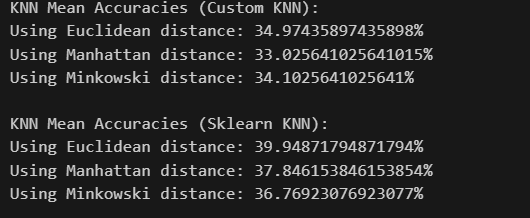 KNN Mean Accuracies (Custom KNN):
Using Euclidean distance: 34.97435897435898%
Using Manhattan distance: 33.025641025641015%
Using Minkowski distance: 34.1025641025641%
KNN Mean Accuracies (Sklearn KNN):
Using Euclidean distance: 39.94871794871794%
Using Manhattan distance: 37.846153846153854%
Using Minkowski distance: 36.76923076923077%